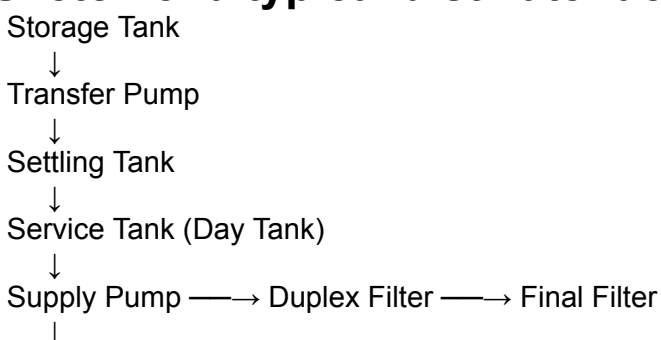 Storage Tank
↓
Transfer Pump
↓
Settling Tank
↓
Service Tank (Day Tank)
↓
Supply Pump ──→ Duplex Filter ──→ Final Filter